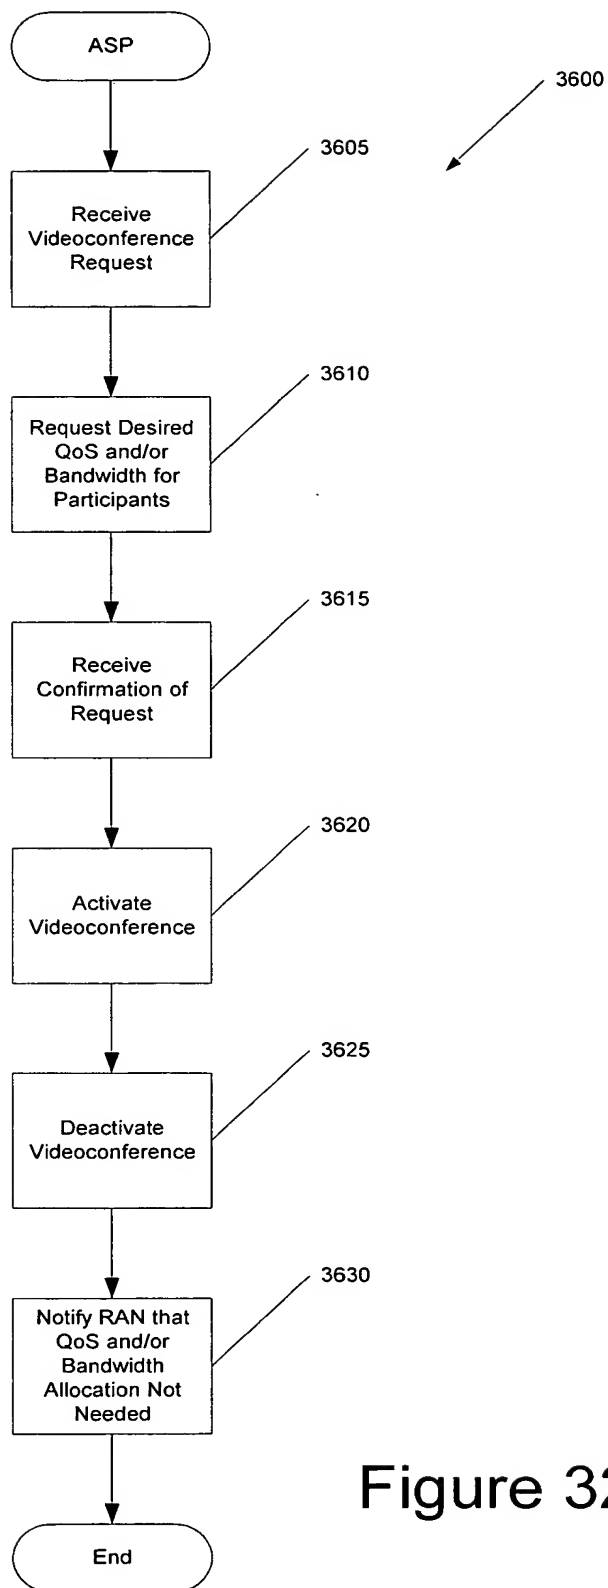 ASP
3600
3605
Receive
Videoconference
Request
3610
Request Desired
QoS and/or
Bandwidth for
Participants
3615
Receive
Confirmation of
Request
3620
Activate
Videoconference
3625
Deactivate
Videoconference
3630
Notify RAN that
QoS and/or
Bandwidth
Allocation Not
Needed
Figure 32
End